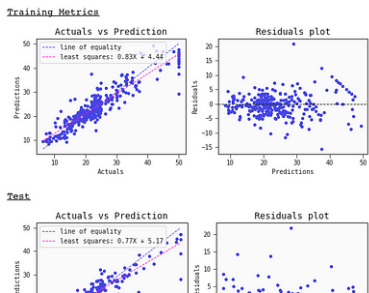 Training Metrics
Actuals vs Prediction
Residuals plot
line of equality
least squares: 0.83X + 4.44
50
40
30
20
10
Predictions
10
20
30
40
50
Actuals
20
15
10
5
0
-5
-10
-15
Residuals
10
20
30
40
50
Predictions
Test
Actuals vs Prediction
Residuals plot
line of equality
least squares: 0.77X + 5.17
50
40
30
20
15
10
5